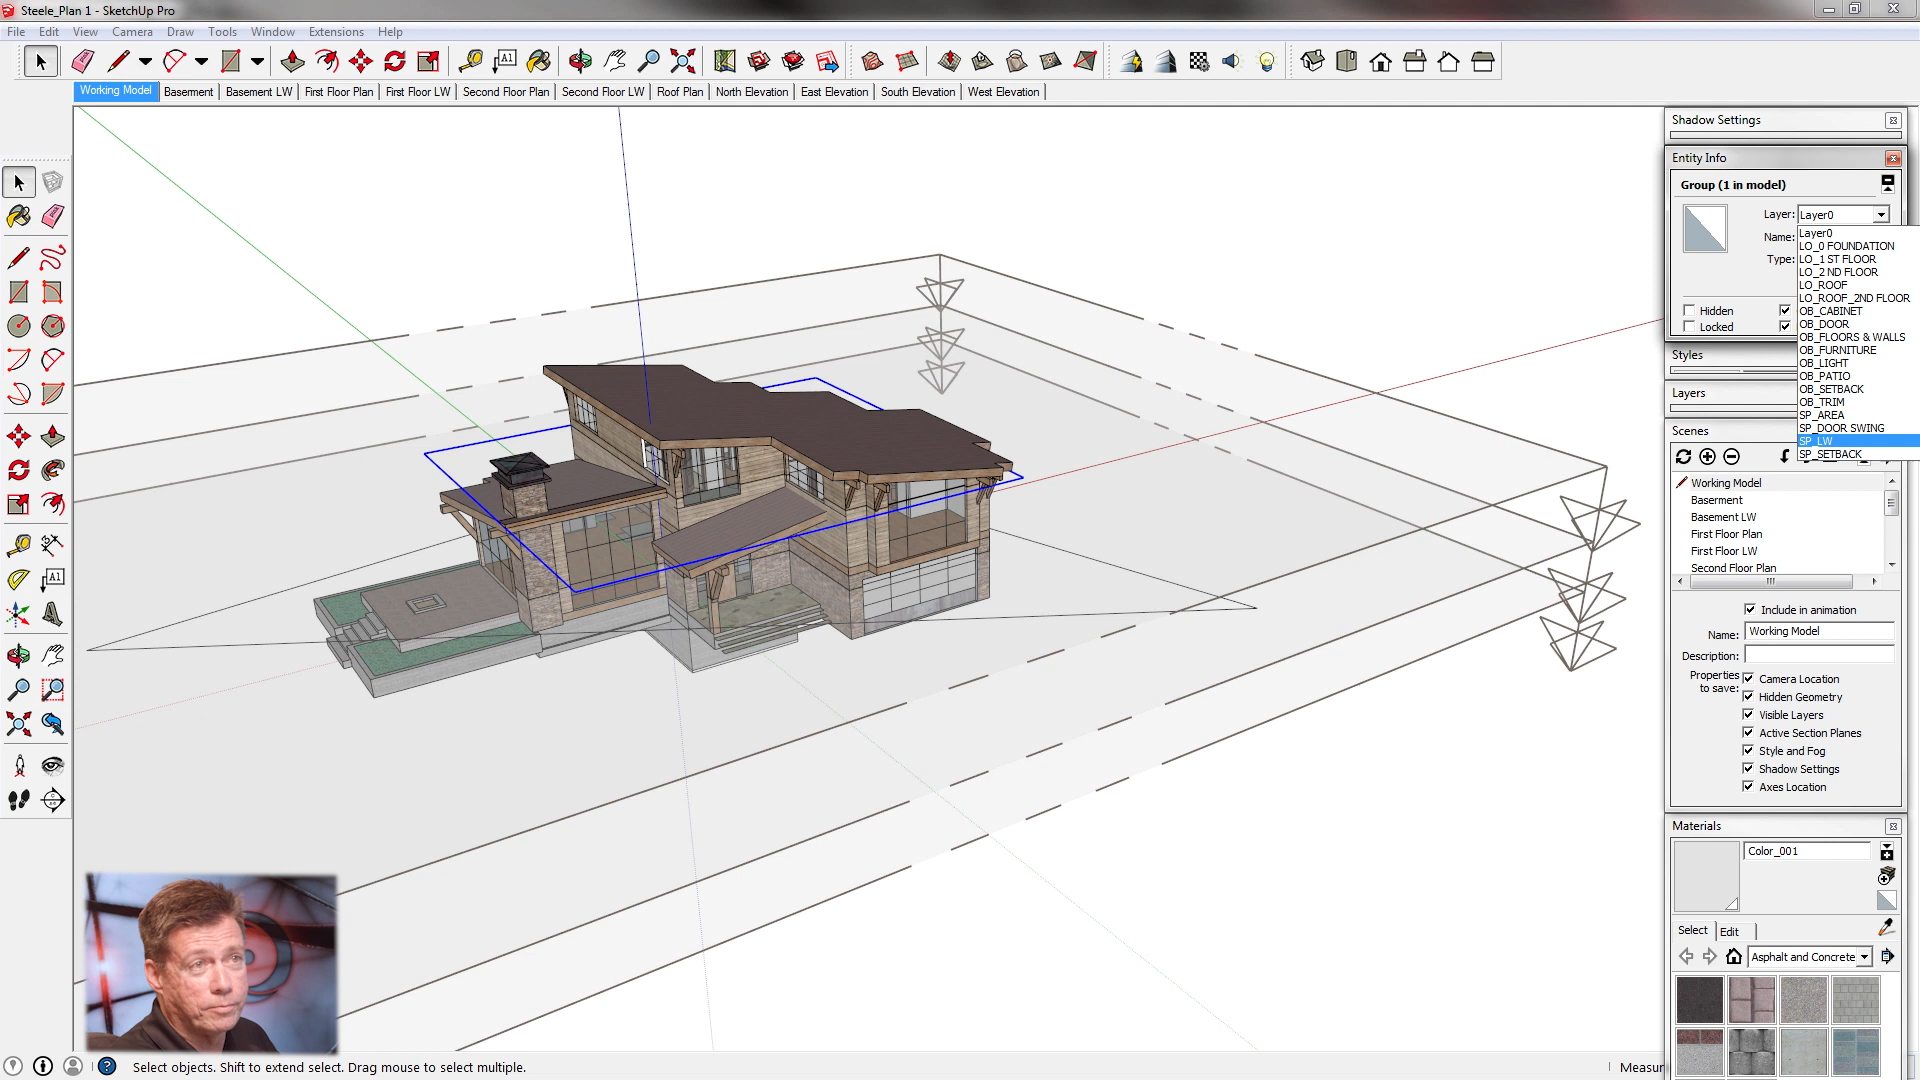 Steele_Plan 1 - SketchUp Pro
File Edit View Camera Draw Tools Window Extensions Help
A1
Working Model Baserment Basement LW First Floor Plan First Floor LW Second Floor Plan Second Floor LW Roof Plan North Elevation East Elevation South Elevation West Elevation
Shadow Settings
Entity Info
Group (1 in model)
Layer: Layer0
Name:
Type:
Hidden
Locked
Layer0
LO_0 FOUNDATION
LO_1 ST FLOOR
LO_2 ND FLOOR
LO_ROOF
LO_ROOF_2ND FLOOR
OB_CABINET
OB_DOOR
OB_FLOORS & WALLS
OB_FURNITURE
OB_LIGHT
OB_PATIO
OB_SETBACK
OB_TRIM
SP_AREA
SP_DOOR SWING
SP_LW
SP_SETBACK
Styles
Layers
Scenes
Working Model
Baserment
Basement LW
First Floor Plan
First Floor LW
Second Floor Plan
Include in animation
Name: Working Model
Description:
Properties to save:
Camera Location
Hidden Geometry
Visible Layers
Active Section Planes
Style and Fog
Shadow Settings
Axes Location
Materials
Color_001
Select Edit
Asphalt and Concrete
A1
Select objects. Shift to extend select. Drag mouse to select multiple.
Measur